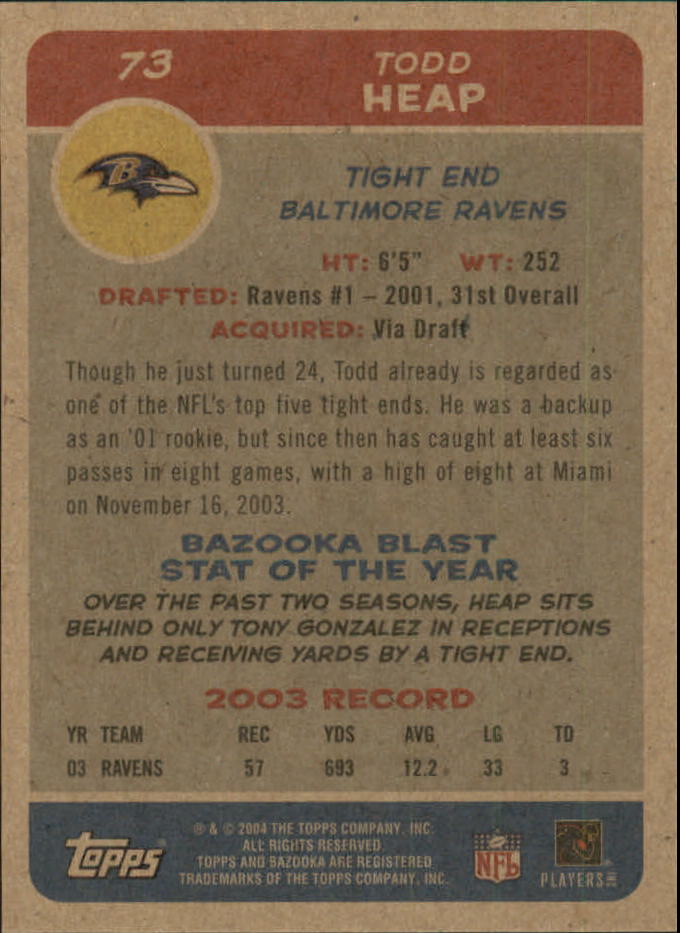 73
TODD
HEAP
B
TIGHT END
BALTIMORE RAVENS
HT: 6'5" WT: 252
DRAFTED: Ravens #1 – 2001, 31st Overall
ACQUIRED: Via Draft
Though he just turned 24, Todd already is regarded as
one of the NFL's top five tight ends. He was a backup
as an '01 rookie, but since then has caught at least six
passes in eight games, with a high of eight at Miami
on November 16, 2003.
BAZOOKA BLAST
STAT OF THE YEAR
OVER THE PAST TWO SEASONS, HEAP SITS
BEHIND ONLY TONY GONZALEZ IN RECEPTIONS
AND RECEIVING YARDS BY A TIGHT END.
2003 RECORD
YR TEAM REC YDS AVG LG TD
03 RAVENS 57 693 12.2 33 3
topps
® & © 2004 THE TOPPS COMPANY, INC.
ALL RIGHTS RESERVED.
TOPPS AND BAZOOKA ARE REGISTERED
TRADEMARKS OF THE TOPPS COMPANY, INC.
NFL
PLAYERS INC